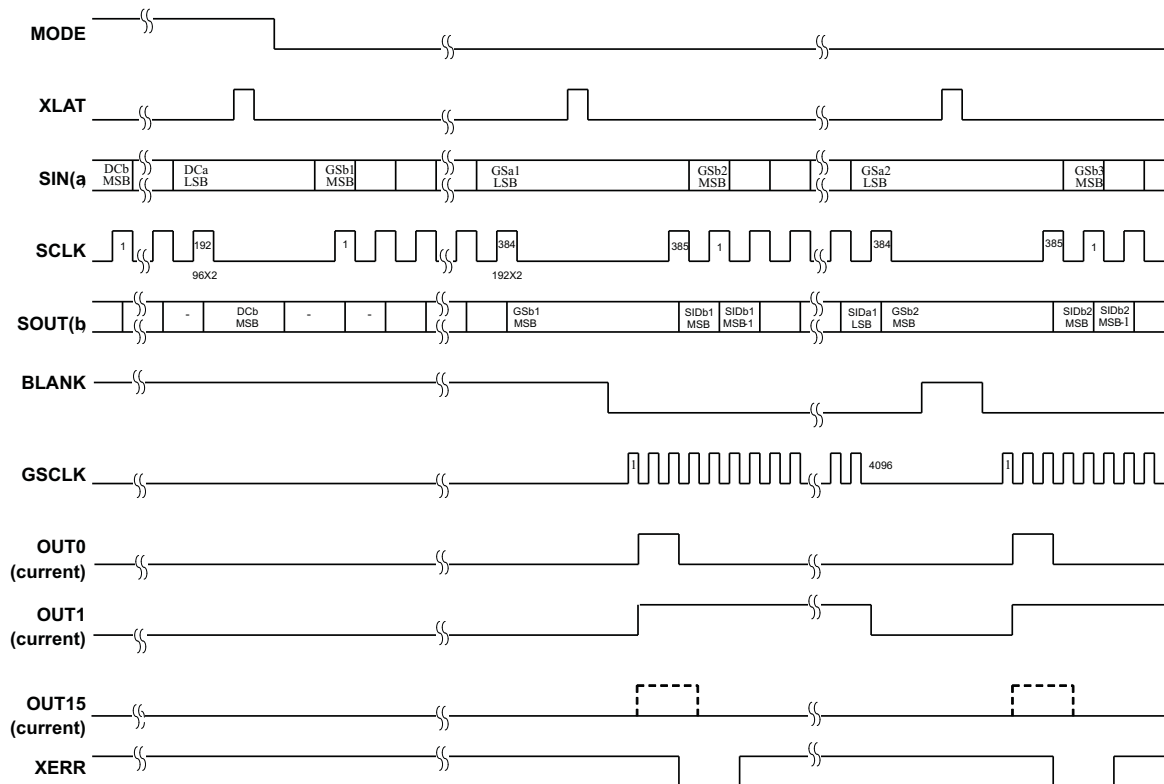 MODE
XLAT
SIN(a
DCb
MSB
DCa
LSB
GSb1
MSB
GSa1
LSB
GSb2
MSB
GSa2
LSB
GSb3
MSB
SCLK
1
192
1
384
385
1
384
385
1
96X2
192X2
SOUT(b
-
DCb
MSB
-
-
GSb1
MSB
SIDb1
MSB
SIDb1
MSB-1
SIDa1
LSB
GSb2
MSB
SIDb2
MSB
SIDb2
MSB-1
BLANK
GSCLK
1
4096
1
OUT0
(current)
OUT1
(current)
OUT15
(current)
XERR